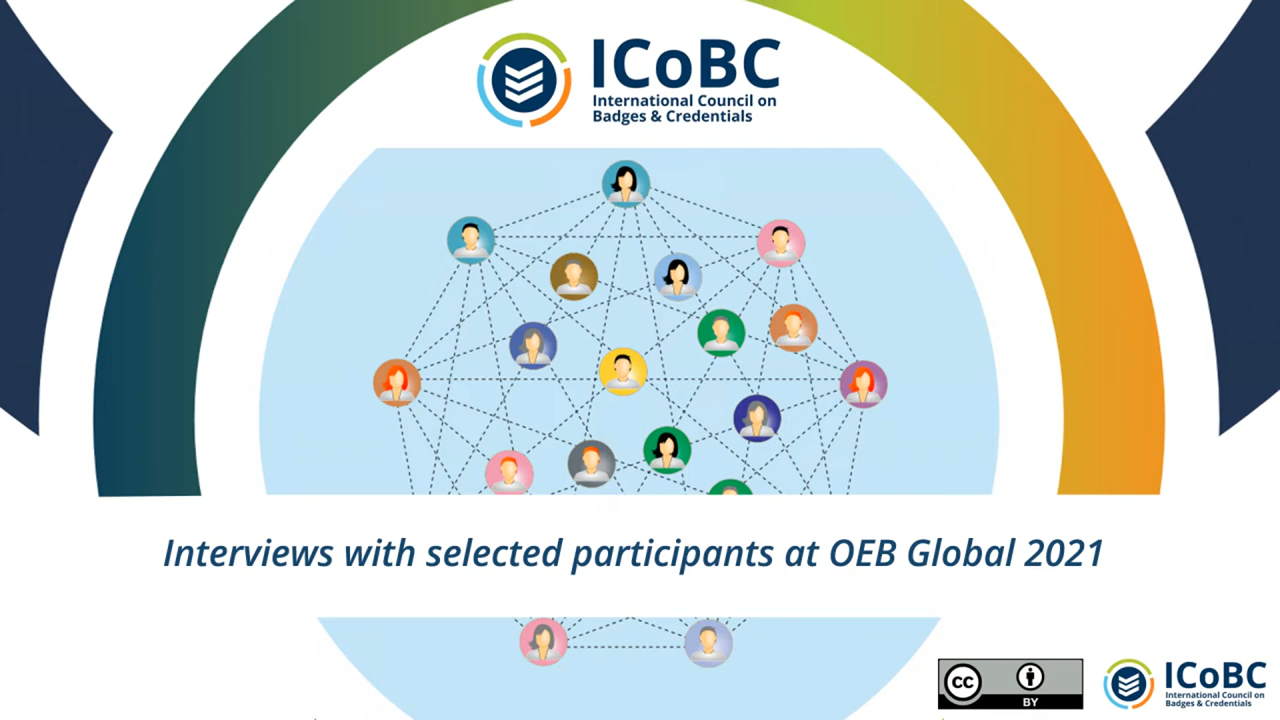 ICoBC
International Council on
Badges & Credentials
Interviews with selected participants at OEB Global 2021
cc
BY
ICoBC
International Council on
Badges & Credentials